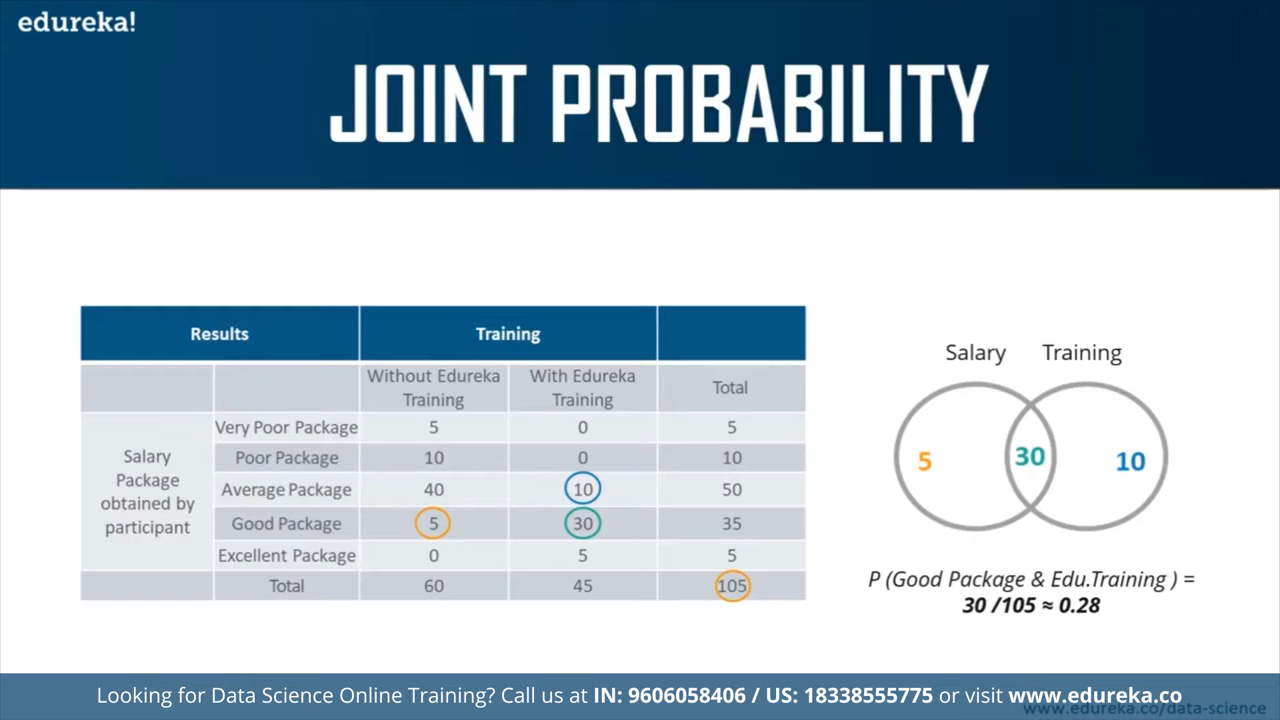 edureka!
JOINT PROBABILITY
Results Training
Without Edureka Training With Edureka Training Total
Salary Package obtained by participant
Very Poor Package 5 0 5
Poor Package 10 0 10
Average Package 40 10 50
Good Package 5 30 35
Excellent Package 0 5 5
Total 60 45 105
Salary Training
5 30 10
P (Good Package & Edu.Training ) =
30 /105 ≈ 0.28
Looking for Data Science Online Training? Call us at IN: 9606058406 / US: 18338555775 or visit www.edureka.co
www.edureka.co/data-science